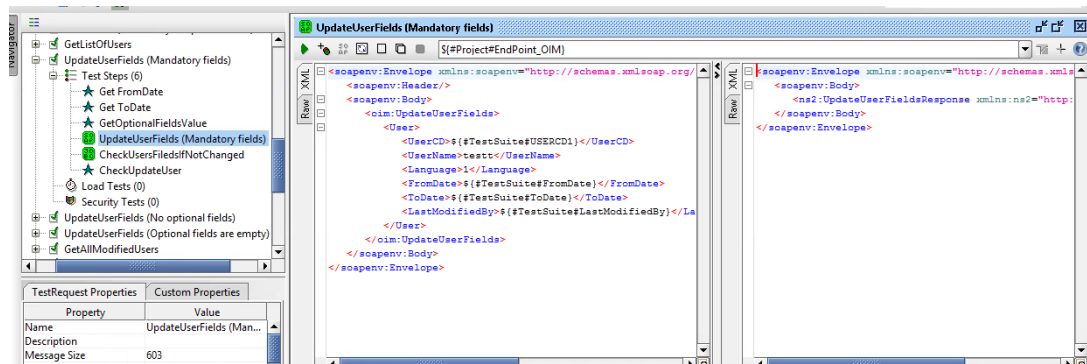 Navigator
GetListOfUsers
UpdateUserFields (Mandatory fields)
Test Steps (6)
Get FromDate
Get ToDate
GetOptionalFieldsValue
UpdateUserFields (Mandatory fields)
CheckUsersFiledsIfNotChanged
CheckUpdateUser
Load Tests (0)
Security Tests (0)
UpdateUserFields (No optional fields)
UpdateUserFields (Optional fields are empty)
GetAllModifiedUsers
TestRequest Properties Custom Properties
Property Value
Name UpdateUserFields (Man...
Description
Message Size 603
UpdateUserFields (Mandatory fields)
${#Project#EndPoint_OIM}
XML
Raw
<soapenv:Envelope xmlns:soapenv="http://schemas.xmlsoap.org/
<soapenv:Header/>
<soapenv:Body>
<oim:UpdateUserFields>
<User>
<UserCD>${#TestSuite#USERCD1}</UserCD>
<UserName>testt</UserName>
<Language>1</Language>
<FromDate>${#TestSuite#FromDate}</FromDate>
<ToDate>${#TestSuite#ToDate}</ToDate>
<LastModifiedBy>${#TestSuite#LastModifiedBy}</La
</User>
</oim:UpdateUserFields>
</soapenv:Body>
</soapenv:Envelope>
XML
Raw
<soapenv:Envelope xmlns:soapenv="http://schemas.xmls
<soapenv:Body>
<ns2:UpdateUserFieldsResponse xmlns:ns2="http:
</soapenv:Body>
</soapenv:Envelope>